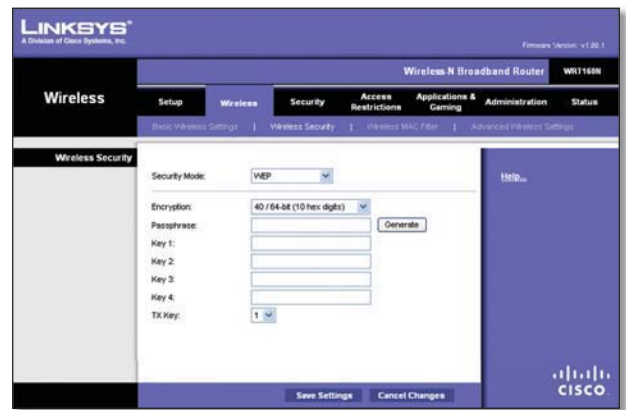 LINKSYS®
A Division of Cisco Systems, Inc.
Firmware Version: v1.00.1
Wireless-N Broadband Router WRT160N
Wireless
Setup Wireless Security Access Restrictions Applications & Gaming Administration Status
Basic Wireless Settings | Wireless Security | Wireless MAC Filter | Advanced Wireless Settings
Wireless Security
Security Mode: WEP
Help...
Encryption: 40 / 64-bit (10 hex digits)
Passphrase: Generate
Key 1:
Key 2:
Key 3:
Key 4:
TX Key: 1
Save Settings Cancel Changes
CISCO